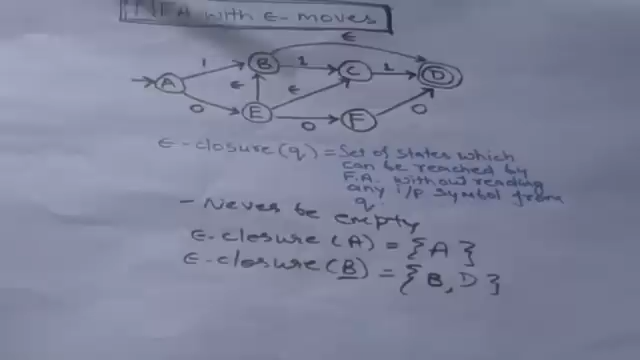 NFA with ε-moves
ε
1 B 1 C 1 D
A ε ε
0 E 0 F 0
ε-closure(q) = Set of states which
can be reached by
F.A. without reading
any i/p symbol from
q.
- Never be empty
ε-closure(A) = {A}
ε-closure(B) = {B, D}